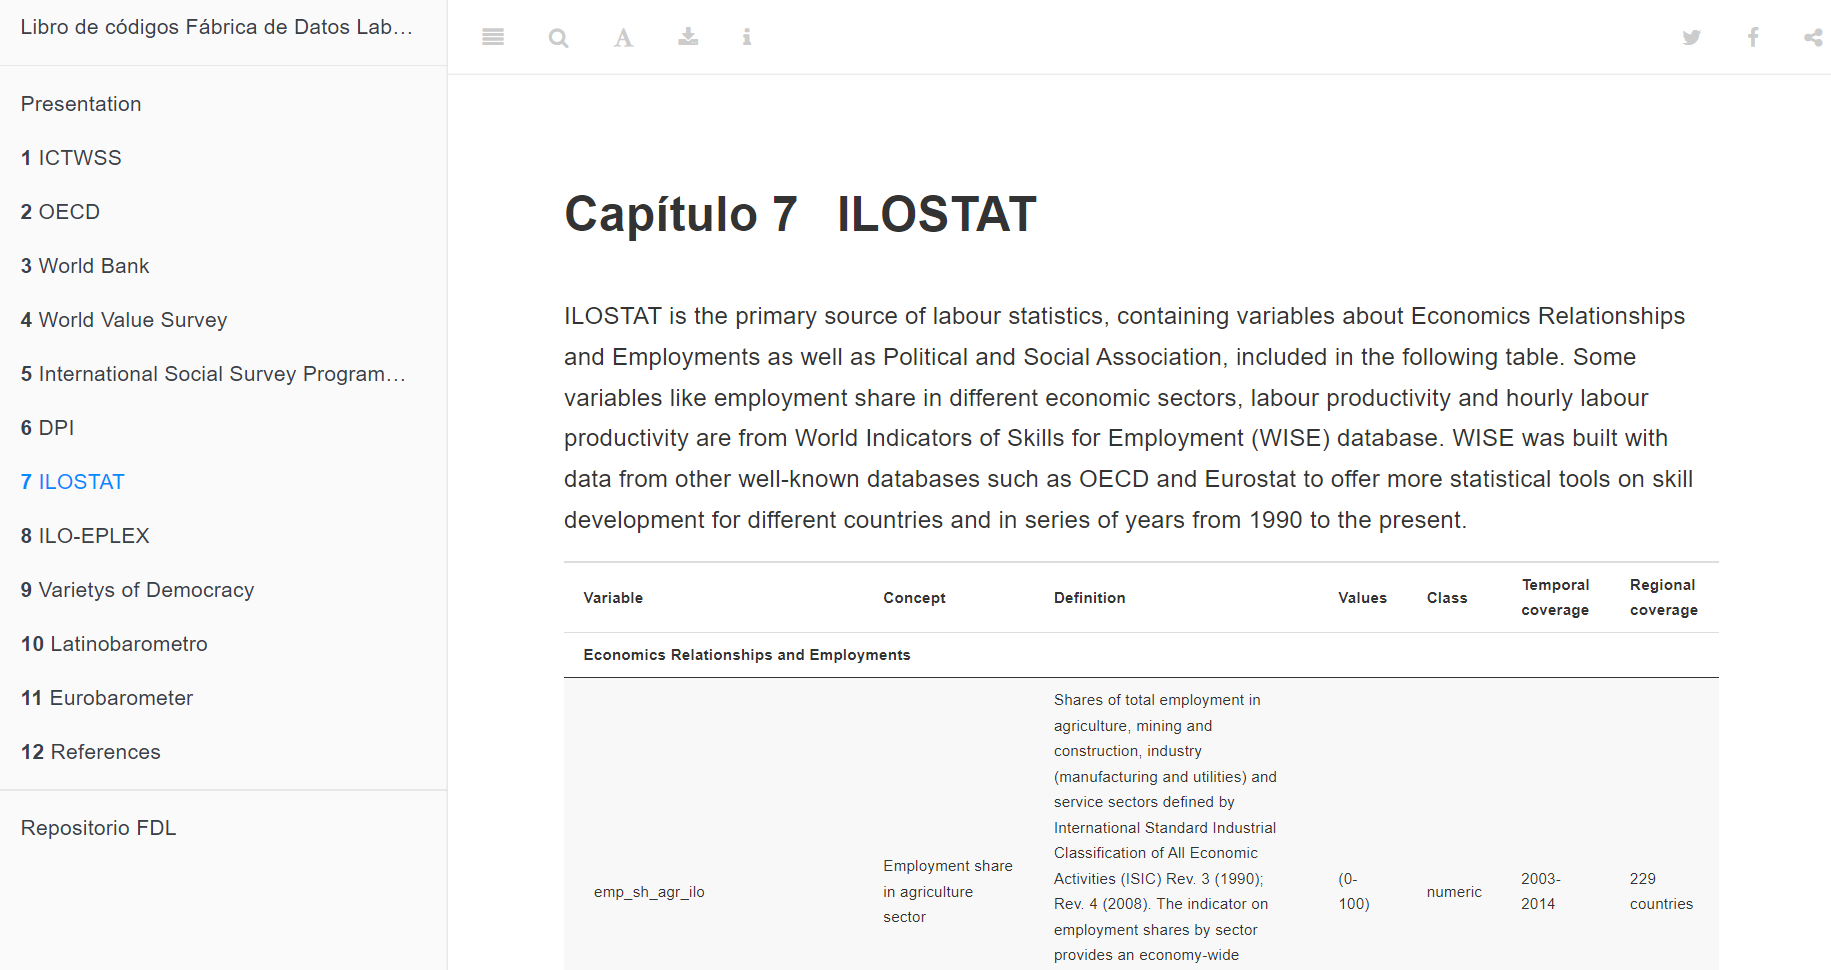 Libro de códigos Fábrica de Datos Lab...
Presentation
1 ICTWSS
2 OECD
3 World Bank
4 World Value Survey
5 International Social Survey Program...
6 DPI
7 ILOSTAT
8 ILO-EPLEX
9 Varietys of Democracy
10 Latinobarometro
11 Eurobarometer
12 References
Repositorio FDL
Capítulo 7 ILOSTAT
ILOSTAT is the primary source of labour statistics, containing variables about Economics Relationships
and Employments as well as Political and Social Association, included in the following table. Some
variables like employment share in different economic sectors, labour productivity and hourly labour
productivity are from World Indicators of Skills for Employment (WISE) database. WISE was built with
data from other well-known databases such as OECD and Eurostat to offer more statistical tools on skill
development for different countries and in series of years from 1990 to the present.
Variable
Concept
Definition
Values
Class
Temporal
coverage
Regional
coverage
Economics Relationships and Employments
emp_sh_agr_ilo
Employment share
in agriculture
sector
Shares of total employment in
agriculture, mining and
construction, industry
(manufacturing and utilities) and
service sectors defined by
International Standard Industrial
Classification of All Economic
Activities (ISIC) Rev. 3 (1990);
Rev. 4 (2008). The indicator on
employment shares by sector
provides an economy-wide
(0-
100)
numeric
2003-
2014
229
countries